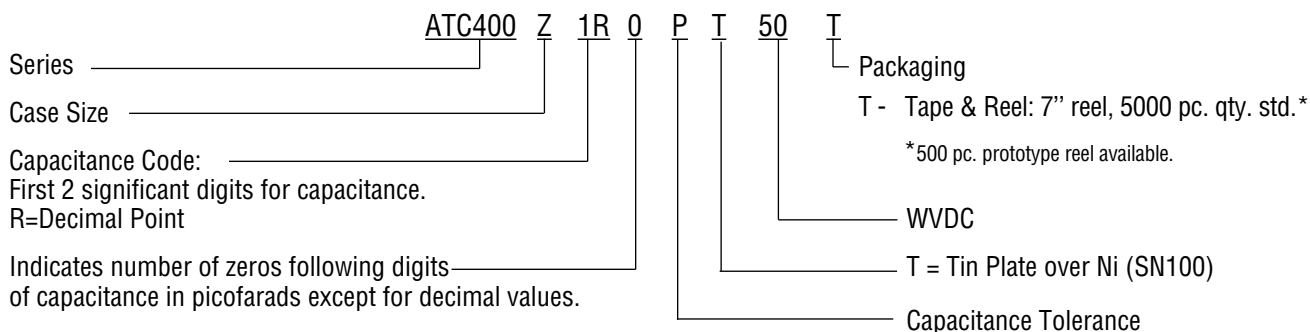 ATC400 Z 1R 0 P T 50 T
Series
Case Size
Capacitance Code:
First 2 significant digits for capacitance.
R=Decimal Point
Indicates number of zeros following digits
of capacitance in picofarads except for decimal values.
Packaging
T - Tape & Reel: 7’’ reel, 5000 pc. qty. std.*
*500 pc. prototype reel available.
WVDC
T = Tin Plate over Ni (SN100)
Capacitance Tolerance